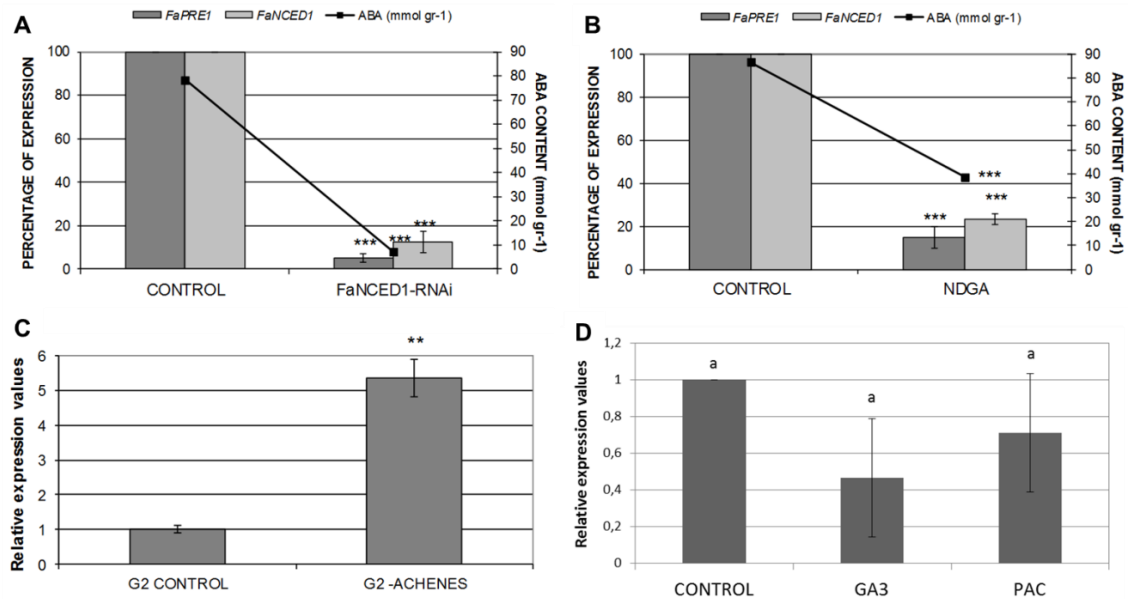 A
FaPRE1 FaNCED1 ABA (mmol gr-1)
PERCENTAGE OF EXPRESSION
100
80
60
40
20
0
90
80
70
60
50
40
30
20
10
0
ABA CONTENT (mmol gr-1)
*** *** ***
CONTROL FaNCED1-RNAi
B
FaPRE1 FaNCED1 ABA (mmol gr-1)
PERCENTAGE OF EXPRESSION
100
80
60
40
20
0
90
80
70
60
50
40
30
20
10
0
ABA CONTENT (mmol gr-1)
***
*** ***
CONTROL NDGA
C
Relative expression values
6
5
4
3
2
1
0
**
G2 CONTROL G2 -ACHENES
D
Relative expression values
1,2
1
0,8
0,6
0,4
0,2
0
a a a
CONTROL GA3 PAC